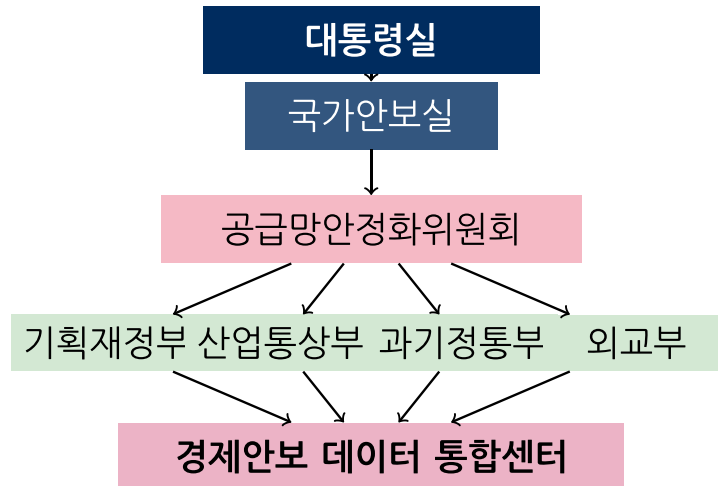 대통령실
국가안보실
공급망안정화위원회
기획재정부 산업통상부 과기정통부 외교부
경제안보 데이터 통합센터